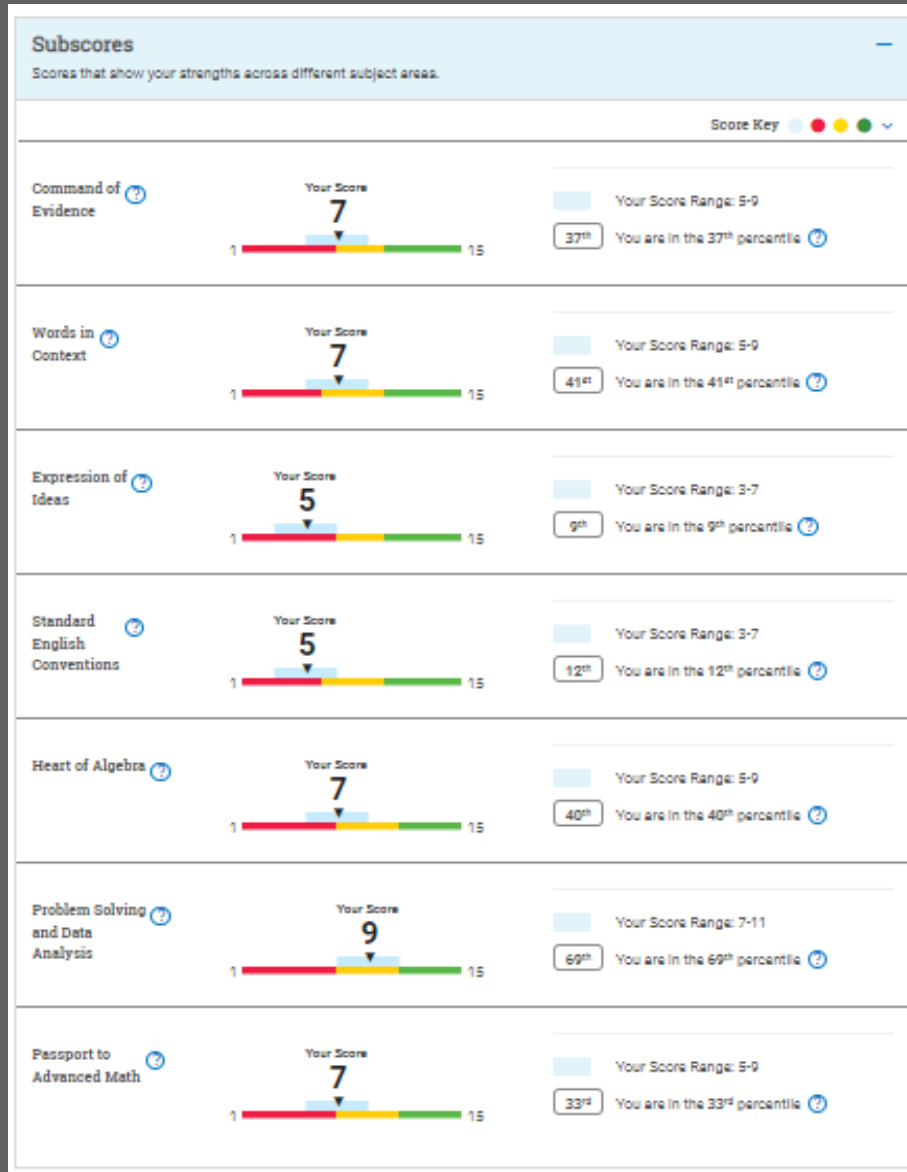 Subscores
Scores that show your strengths across different subject areas.
Score Key
Command of
Evidence
Your Score
7
1
15
Your Score Range: 5-9
37th You are in the 37th percentile
Words in
Context
Your Score
7
1
15
Your Score Range: 5-9
41st You are in the 41st percentile
Expression of
Ideas
Your Score
5
1
15
Your Score Range: 3-7
9th You are in the 9th percentile
Standard
English
Conventions
Your Score
5
1
15
Your Score Range: 3-7
12th You are in the 12th percentile
Heart of Algebra
Your Score
7
1
15
Your Score Range: 5-9
40th You are in the 40th percentile
Problem Solving
and Data
Analysis
Your Score
9
1
15
Your Score Range: 7-11
69th You are in the 69th percentile
Passport to
Advanced Math
Your Score
7
1
15
Your Score Range: 5-9
33rd You are in the 33rd percentile